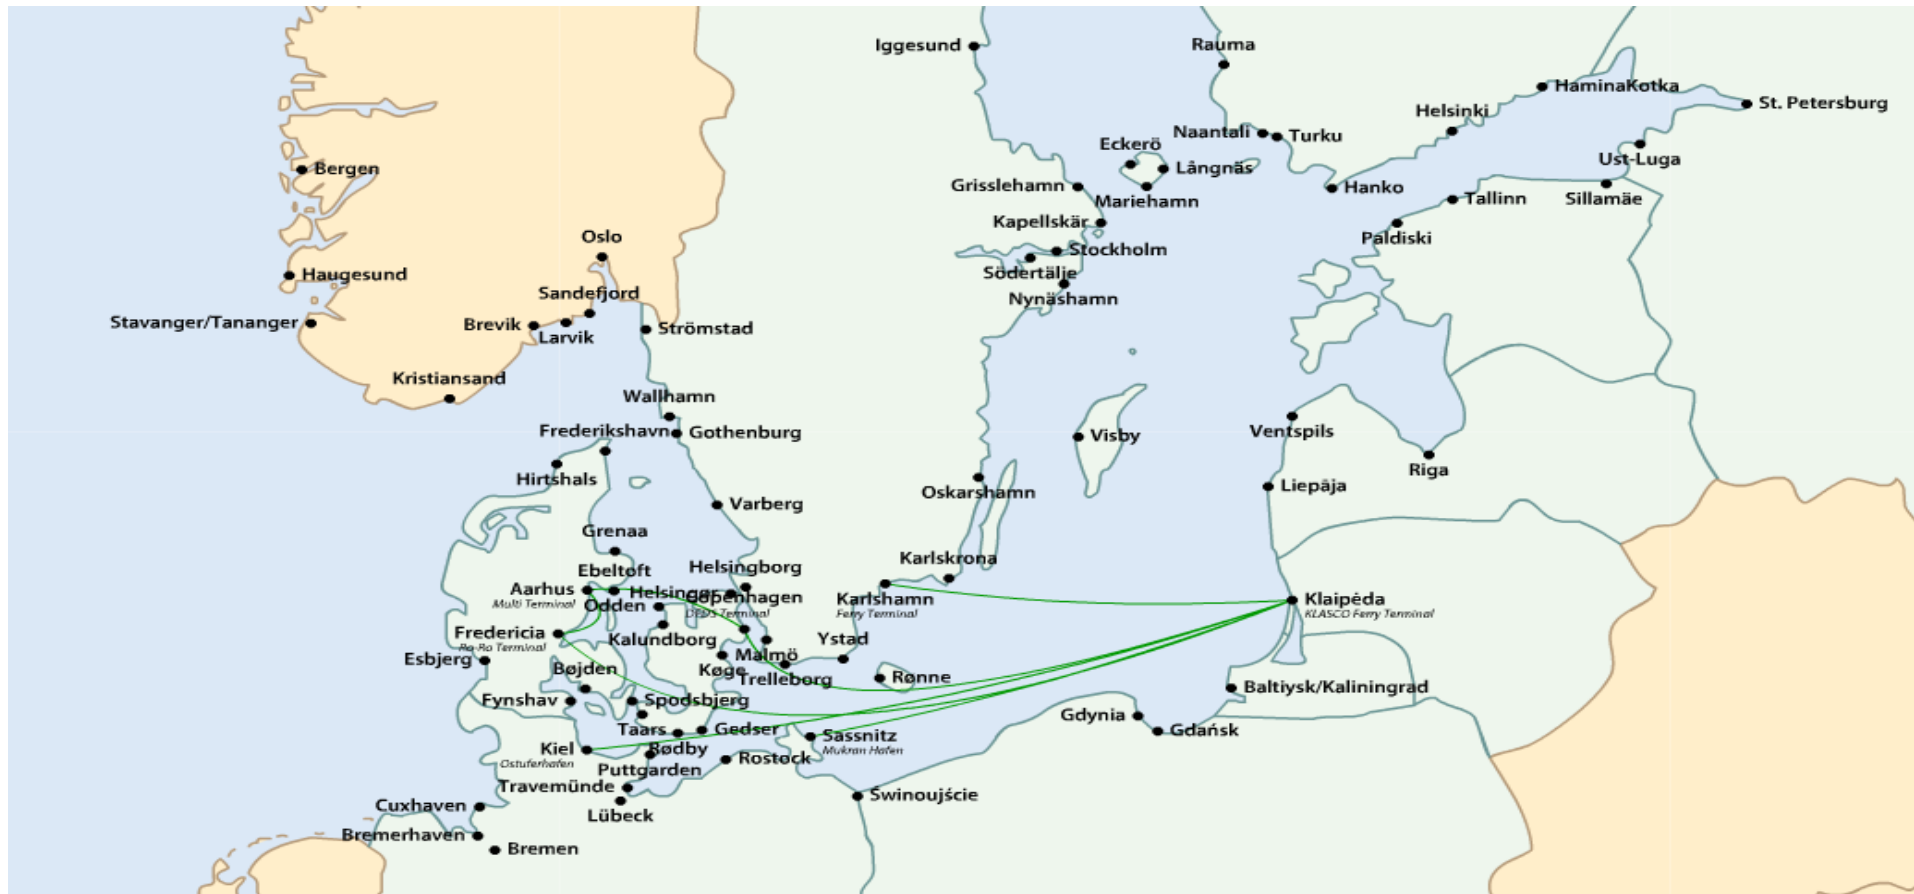 Iggesund
Rauma
HaminaKotka
St. Petersburg
Helsinki
Naantali
Turku
Eckerö
Långnäs
Ust-Luga
Bergen
Grisslehamn
Hanko
Mariehamn
Tallinn
Sillamäe
Kapellskär
Paldiski
Oslo
Stockholm
Södertälje
Haugesund
Sandefjord
Nynäshamn
Stavanger/Tananger
Brevik
Larvik
Strömstad
Kristiansand
Wallhamn
Frederikshavn
Gothenburg
Visby
Ventspils
Riga
Hirtshals
Oskarshamn
Liepāja
Varberg
Grenaa
Karlskrona
Helsingborg
Ebeltoft
Aarhus
Multi Terminal
Helsingør
Copenhagen
DFDS Terminal
Karlshamn
Ferry Terminal
Klaipėda
KLASCO Ferry Terminal
Odden
Fredericia
Ro-Ro Terminal
Kalundborg
Ystad
Esbjerg
Malmö
Køge
Trelleborg
Bøjden
Rønne
Baltiysk/Kaliningrad
Fynshav
Spodsbjerg
Gdynia
Gdańsk
Taars
Gedser
Sassnitz
Mukran Hafen
Kiel
Ostuferhafen
Rødby
Rostock
Puttgarden
Travemünde
Świnoujście
Cuxhaven
Lübeck
Bremerhaven
Bremen